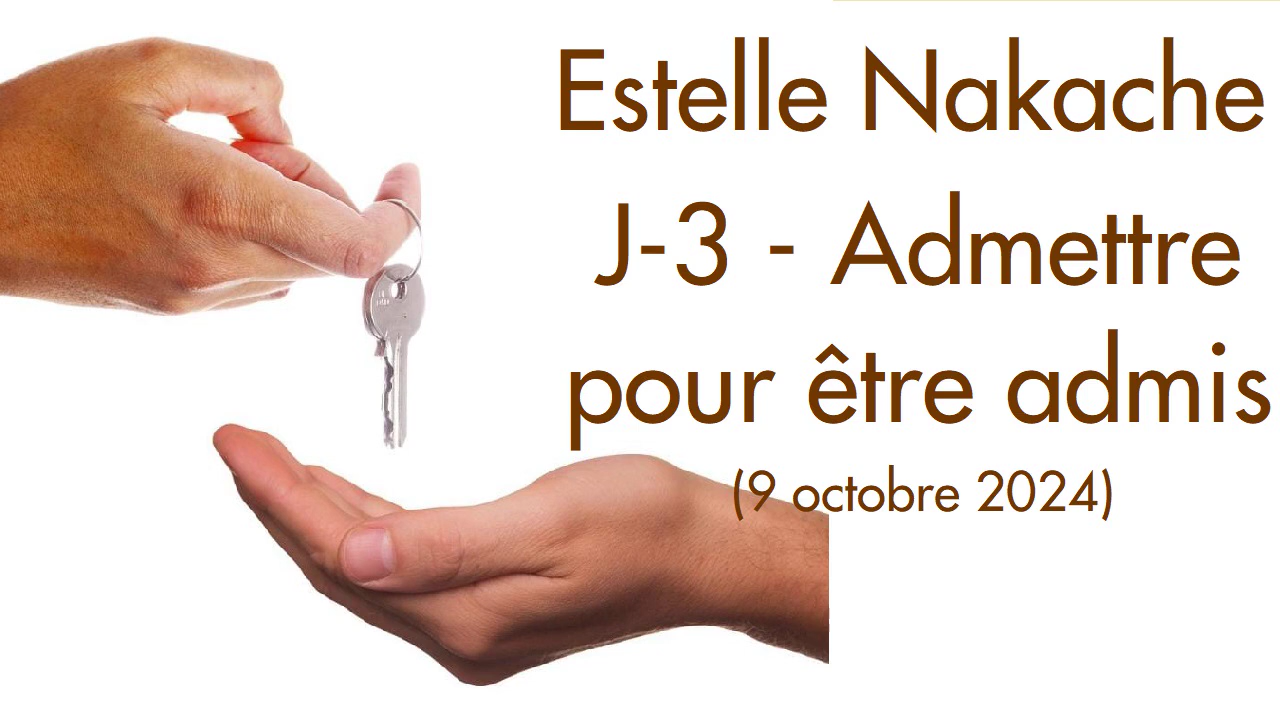 Estelle Nakache
J-3 - Admettre
pour être admis
(9 octobre 2024)